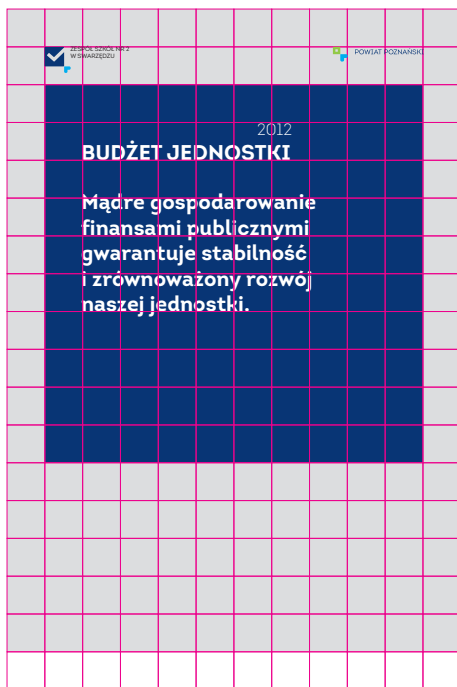 ZESPÓŁ SZKÓŁ NR 2
W SWARZĘDZU
POWIAT POZNAŃSKI
2012
BUDŻET JEDNOSTKI
Mądre gospodarowanie
finansami publicznymi
gwarantuje stabilność
i zrównoważony rozwój
naszej jednostki.